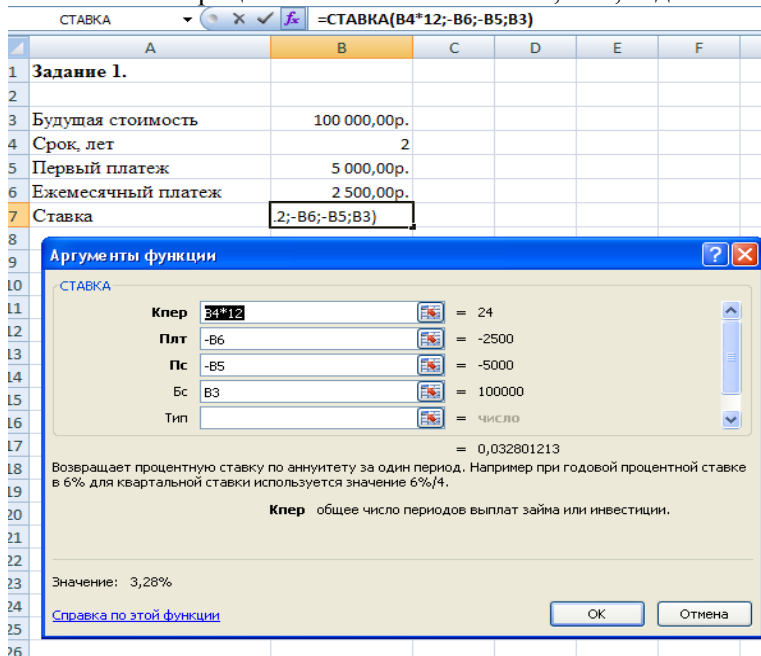 СТАВКА =СТАВКА(B4*12;-B6;-B5;B3)
A B C D E F
1 Задание 1.
2
3 Будущая стоимость 100 000,00р.
4 Срок, лет 2
5 Первый платеж 5 000,00р.
6 Ежемесячный платеж 2 500,00р.
7 Ставка .2;-B6;-B5;B3)
8
9 Аргументы функции
10 СТАВКА
11 Кпер B4*12 = 24
12 Плт -B6 = -2500
13
14 Пс -B5 = -5000
15 Бс B3 = 100000
16 Тип = число
17 = 0,032801213
18 Возвращает процентную ставку по аннуитету за один период. Например при годовой процентной ставке
19 в 6% для квартальной ставки используется значение 6%/4.
20 Кпер общее число периодов выплат займа или инвестиции.
21
22
23 Значение: 3,28%
24 Справка по этой функции ОК Отмена
25
26